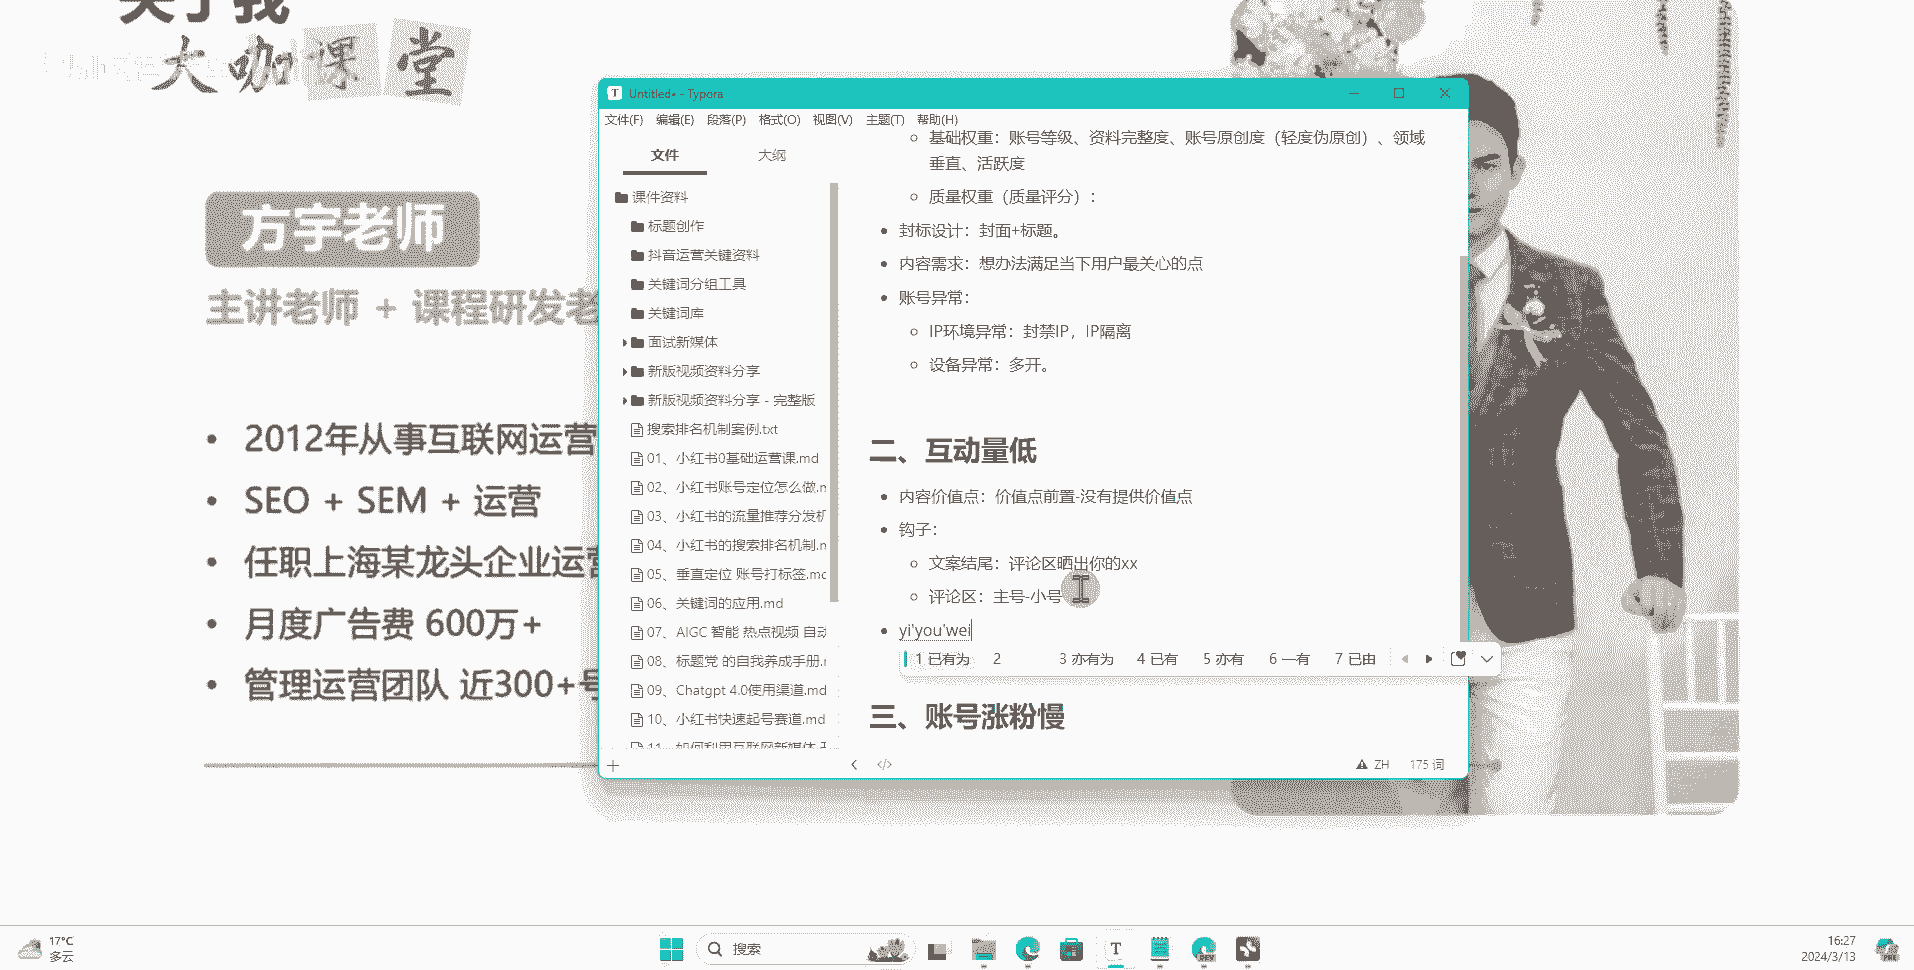 关于我
大咖课堂
方宇老师
主讲老师 + 课程研发老
2012年从事互联网运营
SEO + SEM + 运营
任职上海某龙头企业运营
月度广告费 600万+
管理运营团队 近300+号
Untitled• - Typora
文件(F) 编辑(E) 段落(P) 格式(O) 视图(V) 主题(T) 帮助(H)
文件 大纲
课件资料
标题创作
抖音运营关键资料
关键词分组工具
关键词库
面试新媒体
新版视频资料分享
新版视频资料分享 - 完整版
搜索排名机制案例.txt
01、小红书0基础运营课.md
02、小红书账号定位怎么做.m
03、小红书的流量推荐分发机
04、小红书的搜索排名机制.m
05、垂直定位 账号打标签.md
06、关键词的应用.md
07、AIGC 智能 热点视频 自动
08、标题党 的自我养成手册.m
09、Chatgpt 4.0使用渠道.md
10、小红书快速起号赛道.md
11、如何利用互联网新媒体
基础权重：账号等级、资料完整度、账号原创度（轻度伪原创）、领域
垂直、活跃度
质量权重（质量评分）：
封标设计：封面+标题。
内容需求：想办法满足当下用户最关心的点
账号异常：
IP环境异常：封禁IP，IP隔离
设备异常：多开。
二、互动量低
内容价值点：价值点前置-没有提供价值点
钩子：
文案结尾：评论区晒出你的xx
评论区：主号-小号
yi'you'wei
1 已有为 2 3 亦有为 4 已有 5 亦有 6 一有 7 已由
三、账号涨粉慢
ZH 175 词
17°C
多云
搜索
16:27
2024/3/13